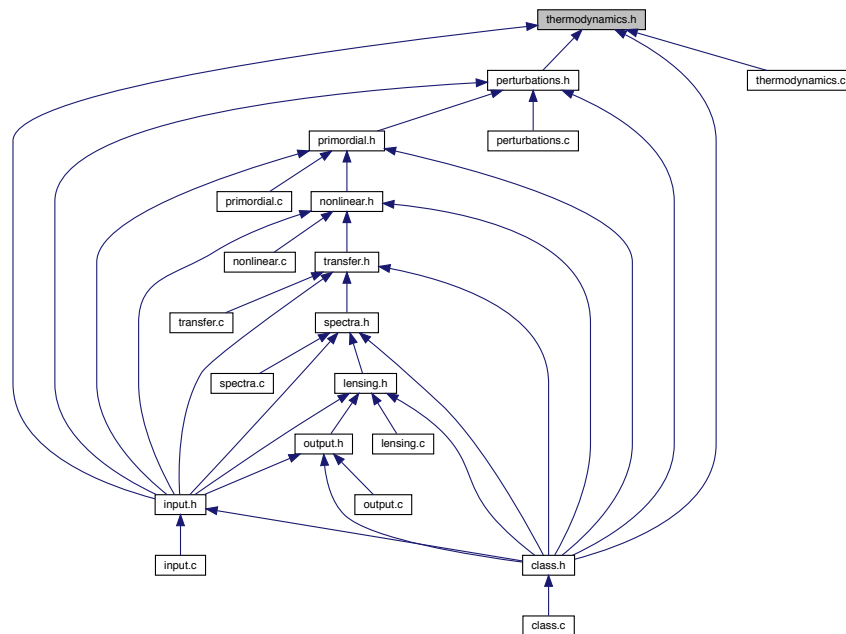 thermodynamics.h
perturbations.h
thermodynamics.c
primordial.h
perturbations.c
primordial.c
nonlinear.h
nonlinear.c
transfer.h
transfer.c
spectra.h
spectra.c
lensing.h
output.h
lensing.c
input.h
output.c
input.c
class.h
class.c